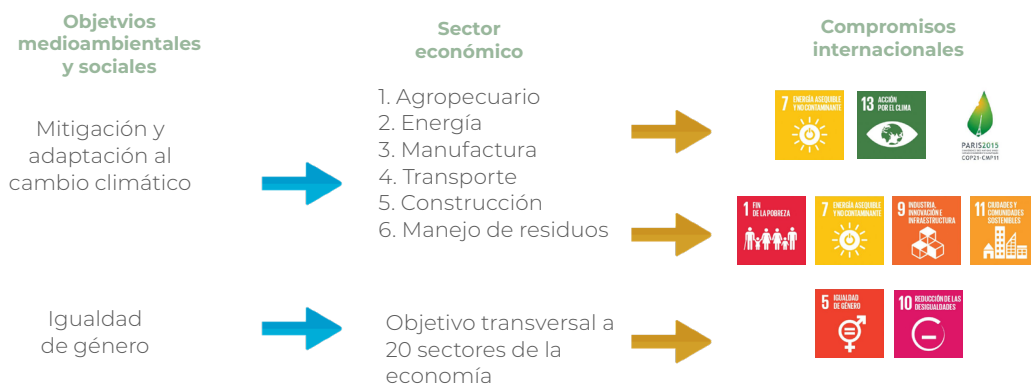 Objetvios
medioambientales
y sociales
Sector
económico
Compromisos
internacionales
Mitigación y
adaptación al
cambio climático
1. Agropecuario
2. Energía
3. Manufactura
4. Transporte
5. Construcción
6. Manejo de residuos
7 ENERGÍA ASEQUIBLE
Y NO CONTAMINANTE
13 ACCIÓN
POR EL CLIMA
PARIS2015
COP21·CMP11
1 FIN
DE LA POBREZA
7 ENERGÍA ASEQUIBLE
Y NO CONTAMINANTE
9 INDUSTRIA,
INNOVACIÓN E
INFRAESTRUCTURA
11 CIUDADES Y
COMUNIDADES
SOSTENIBLES
Igualdad
de género
Objetivo transversal a
20 sectores de la
economía
5 IGUALDAD
DE GÉNERO
10 REDUCCIÓN DE LAS
DESIGUALDADES